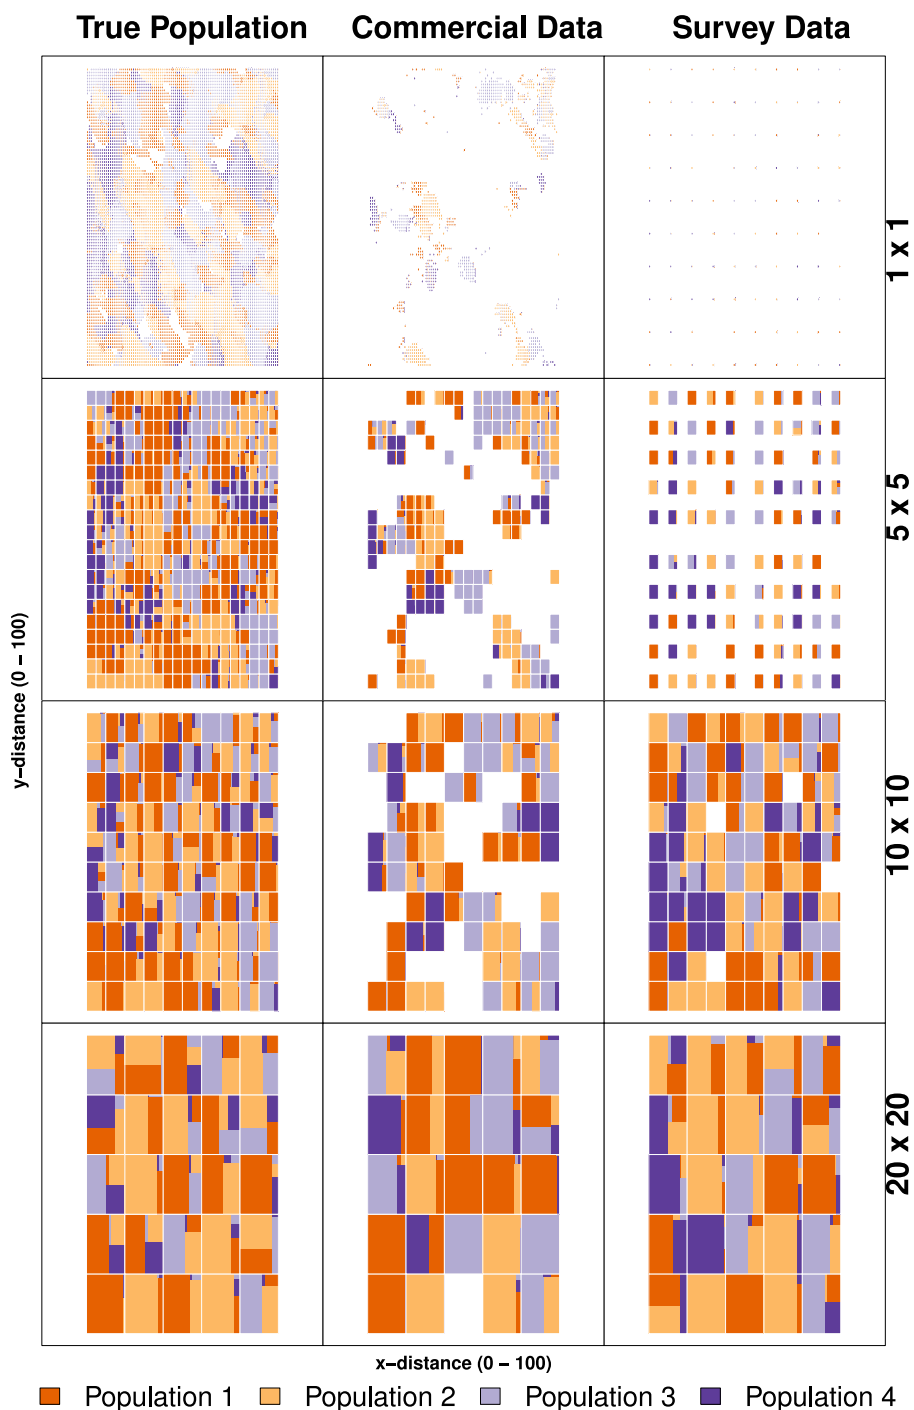 True Population Commercial Data Survey Data
1 x 1
5 x 5
y−distance (0 − 100)
10 x 10
20 x 20
x−distance (0 − 100)
Population 1 Population 2 Population 3 Population 4